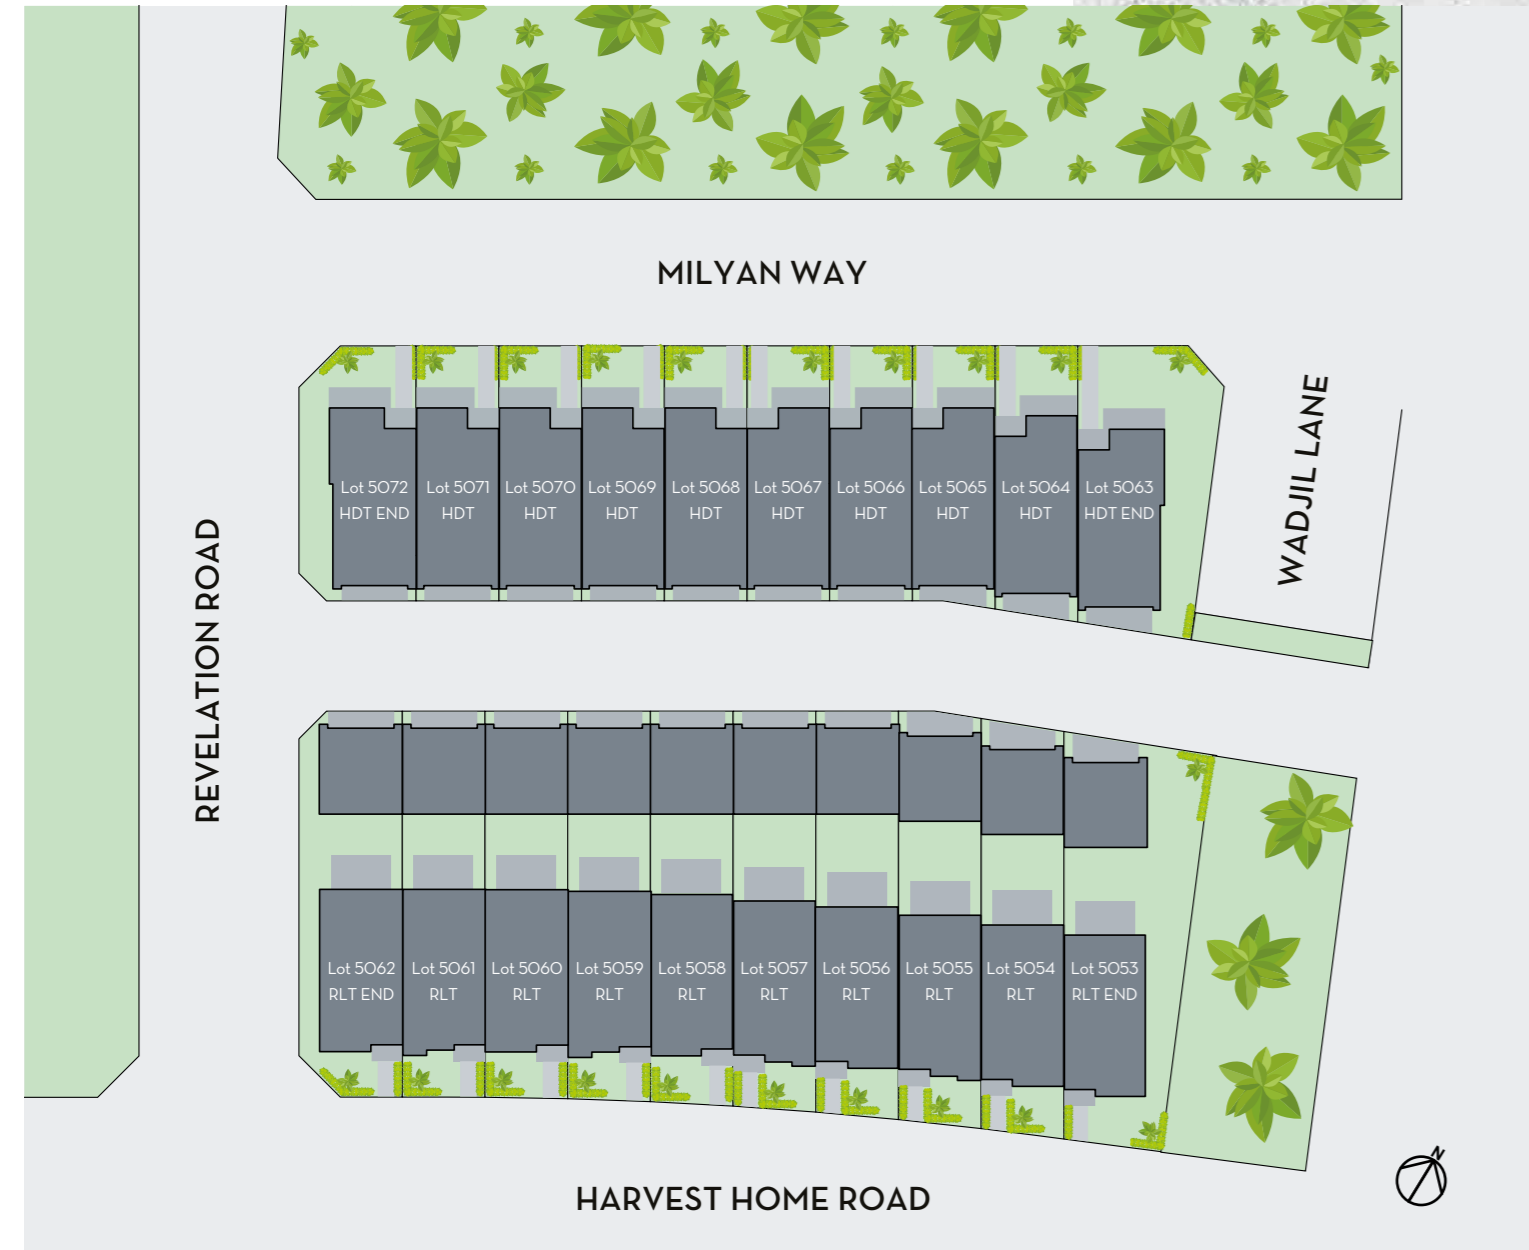 MILYAN WAY
WADJIL LANE
REVELATION ROAD
Lot 5072
HDT END
Lot 5071
HDT
Lot 5070
HDT
Lot 5069
HDT
Lot 5068
HDT
Lot 5067
HDT
Lot 5066
HDT
Lot 5065
HDT
Lot 5064
HDT
Lot 5063
HDT END
Lot 5062
RLT END
Lot 5061
RLT
Lot 5060
RLT
Lot 5059
RLT
Lot 5058
RLT
Lot 5057
RLT
Lot 5056
RLT
Lot 5055
RLT
Lot 5054
RLT
Lot 5053
RLT END
HARVEST HOME ROAD
N